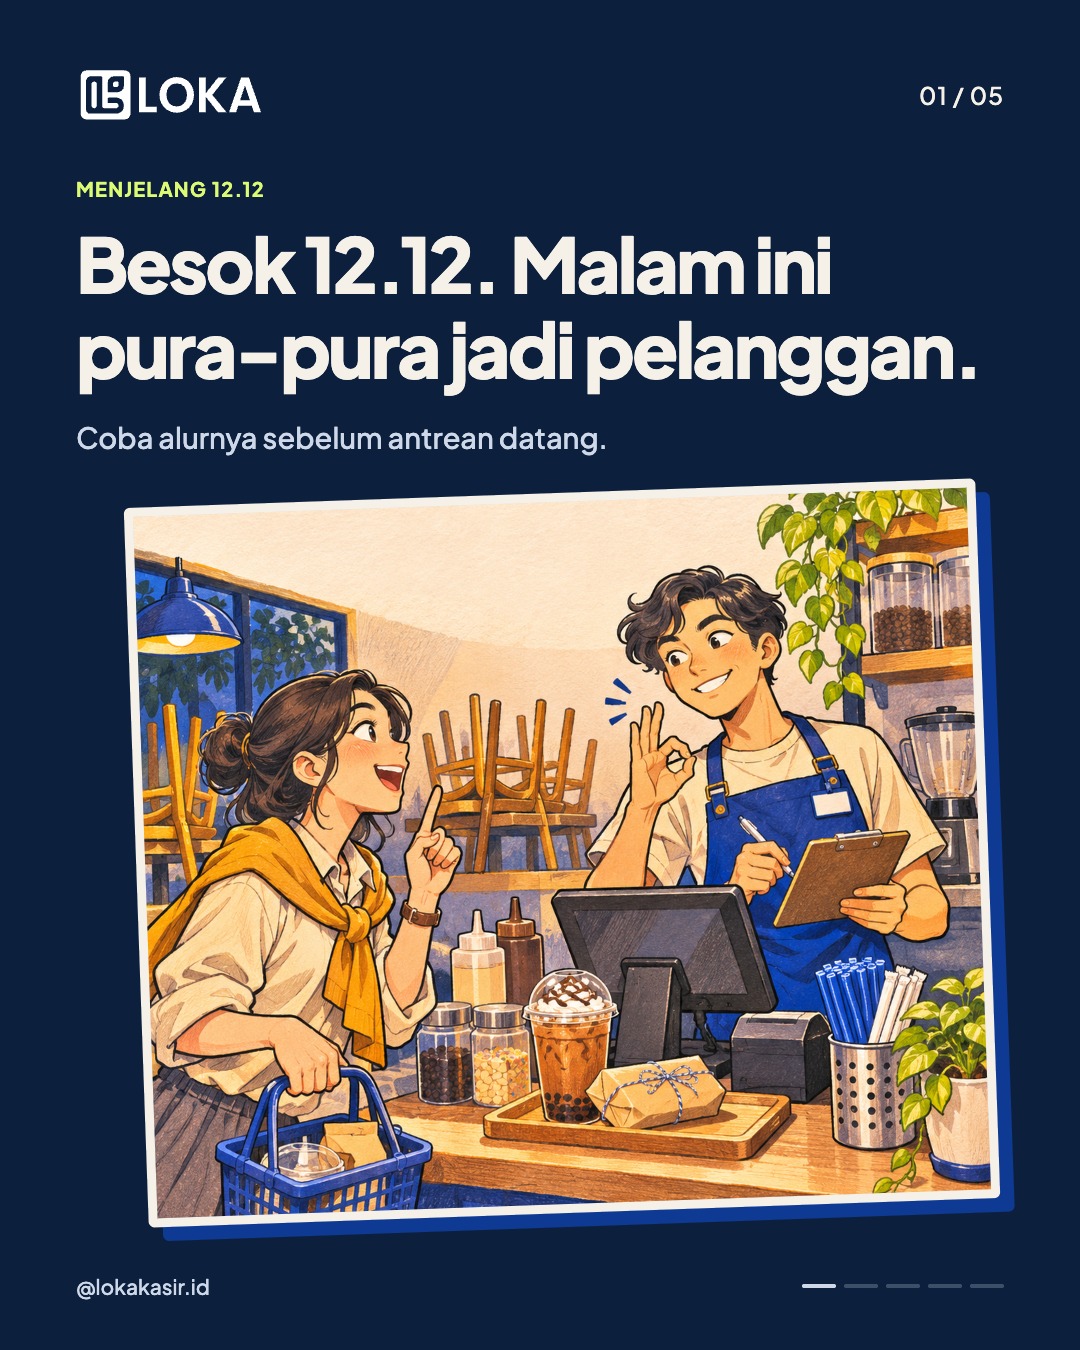 LOKA
01 / 05
MENJELANG 12.12
Besok 12.12. Malam ini
pura-pura jadi pelanggan.
Coba alurnya sebelum antrean datang.
@lokakasir.id